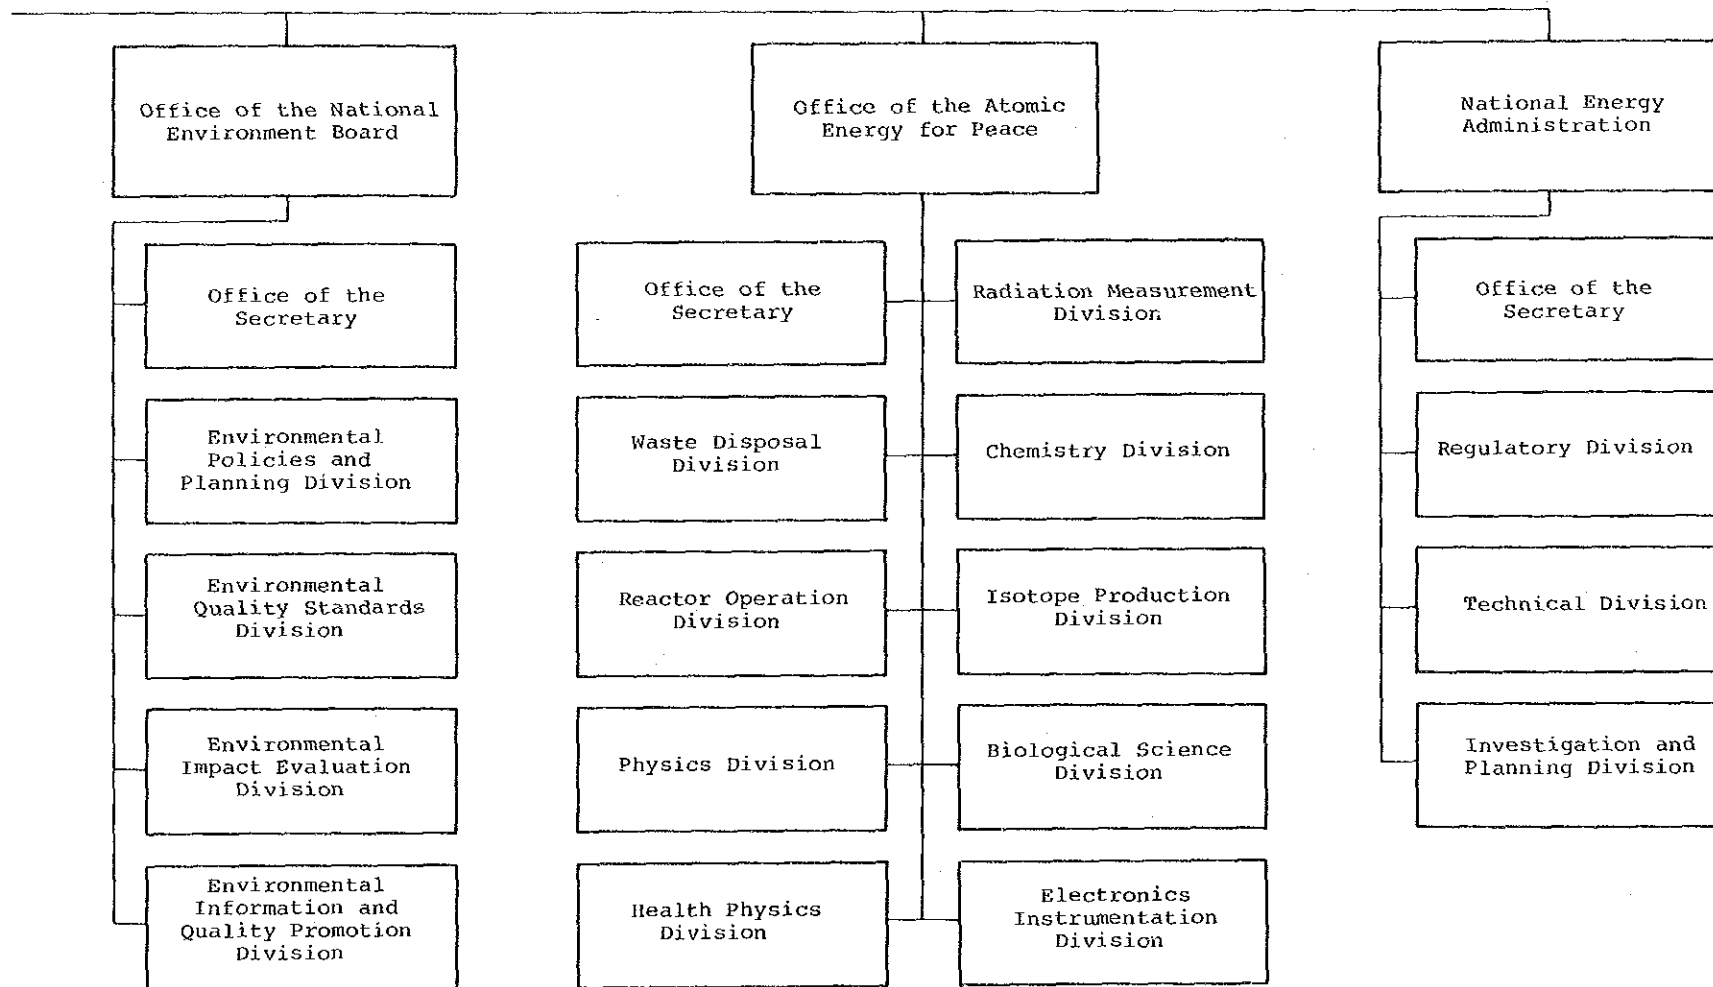 Office of the National
Environment Board
Office of the Atomic
Energy for Peace
National Energy
Administration
Office of the
Secretary
Environmental
Policies and
Planning Division
Environmental
Quality Standards
Division
Environmental
Impact Evaluation
Division
Environmental
Information and
Quality Promotion
Division
Office of the
Secretary
Radiation Measurement
Division
Waste Disposal
Division
Chemistry Division
Reactor Operation
Division
Isotope Production
Division
Physics Division
Biological Science
Division
Health Physics
Division
Electronics
Instrumentation
Division
Office of the
Secretary
Regulatory Division
Technical Division
Investigation and
Planning Division